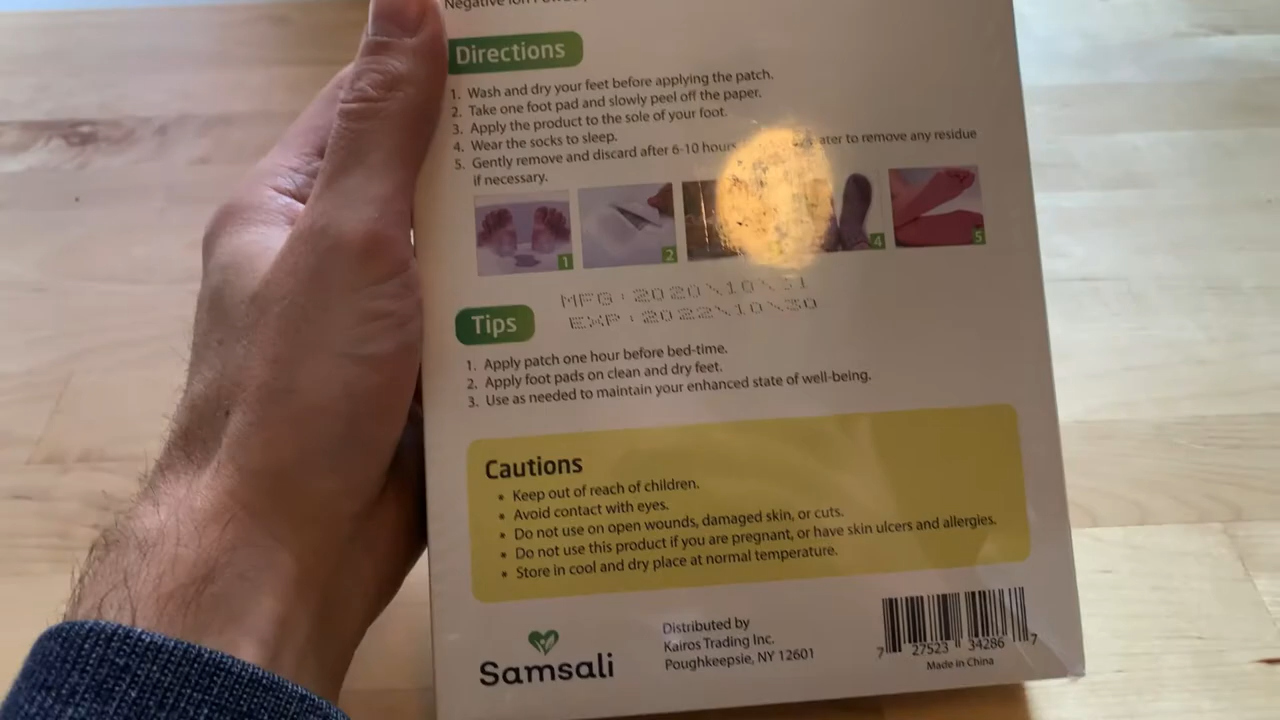 Negative Ion
Directions
1. Wash and dry your feet before applying the patch.
2. Take one foot pad and slowly peel off the paper.
3. Apply the product to the sole of your foot.
4. Wear the socks to sleep.
5. Gently remove and discard after 6-10 hours to remove any residue
if necessary.
1
2
4
5
MFG: 2020\10\31
EXP: 2022\10\30
Tips
1. Apply patch one hour before bed-time.
2. Apply foot pads on clean and dry feet.
3. Use as needed to maintain your enhanced state of well-being.
Cautions
• Keep out of reach of children.
• Avoid contact with eyes.
• Do not use on open wounds, damaged skin, or cuts.
• Do not use this product if you are pregnant, or have skin ulcers and allergies.
• Store in cool and dry place at normal temperature.
Samsali
Distributed by
Kairos Trading Inc.
Poughkeepsie, NY 12601
7 27523 34286 7
Made in China